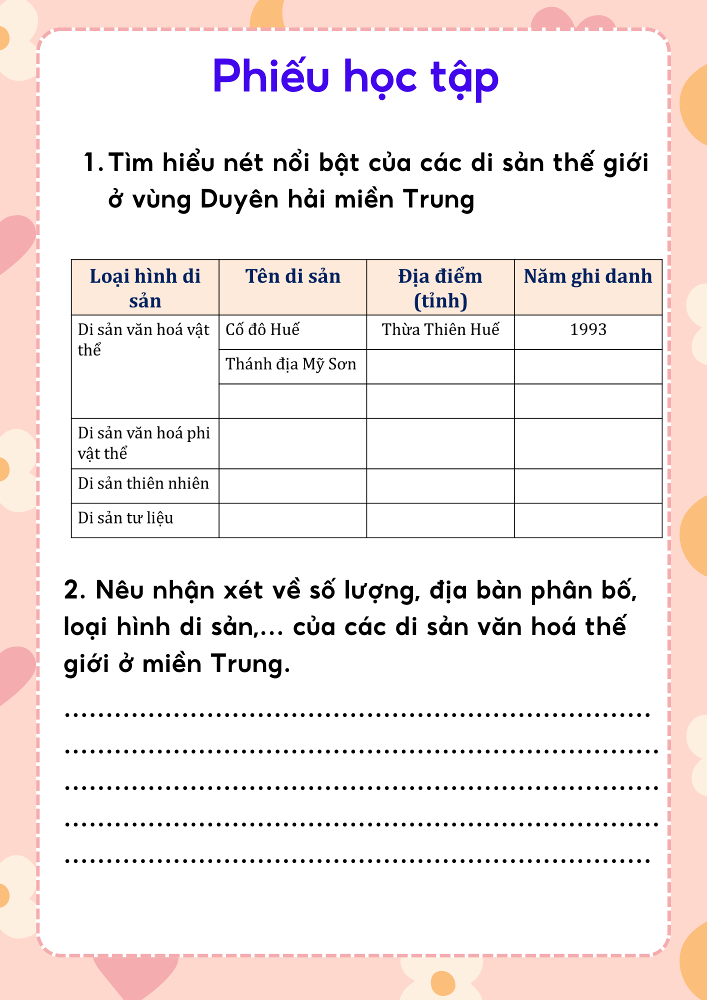 Phiếu học tập
1. Tìm hiểu nét nổi bật của các di sản thế giới
ở vùng Duyên hải miền Trung
Loại hình di
sản
Tên di sản
Địa điểm
(tỉnh)
Năm ghi danh
Di sản văn hoá vật
thể
Cố đô Huế
Thừa Thiên Huế
1993
Thánh địa Mỹ Sơn
Di sản văn hoá phi
vật thể
Di sản thiên nhiên
Di sản tư liệu
2. Nêu nhận xét về số lượng, địa bàn phân bố,
loại hình di sản,... của các di sản văn hoá thế
giới ở miền Trung.